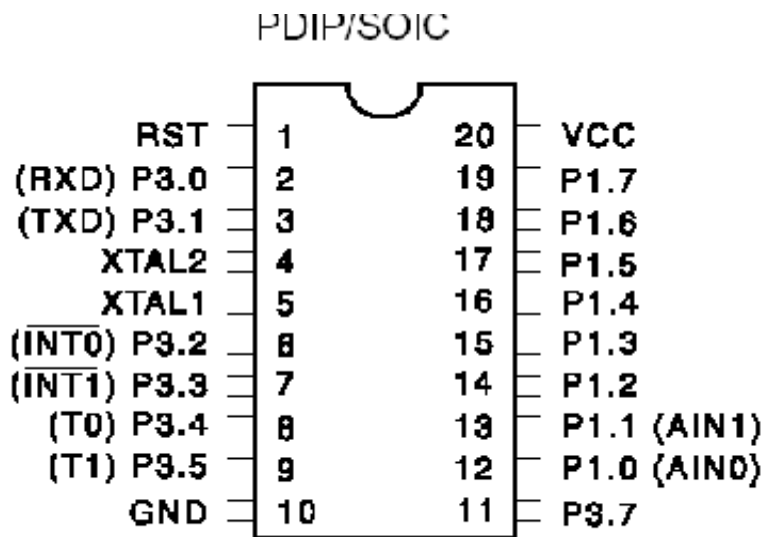 PDIP/SOIC
RST 1 20 VCC
(RXD) P3.0 2 19 P1.7
(TXD) P3.1 3 18 P1.6
XTAL2 4 17 P1.5
XTAL1 5 16 P1.4
(INT0) P3.2 6 15 P1.3
(INT1) P3.3 7 14 P1.2
(T0) P3.4 8 13 P1.1 (AIN1)
(T1) P3.5 9 12 P1.0 (AIN0)
GND 10 11 P3.7